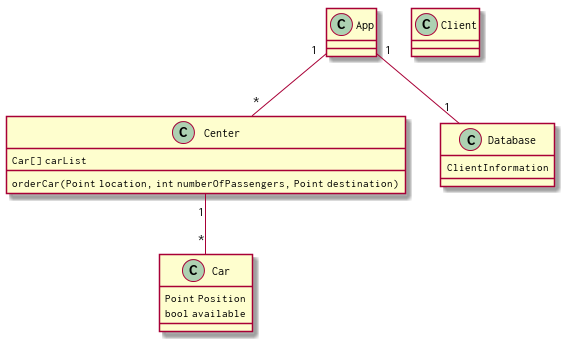 C App
C Client
1
1
*
1
C Center
Car[] carList
orderCar(Point location, int numberOfPassengers, Point destination)
C Database
ClientInformation
1
*
C Car
Point Position
bool available